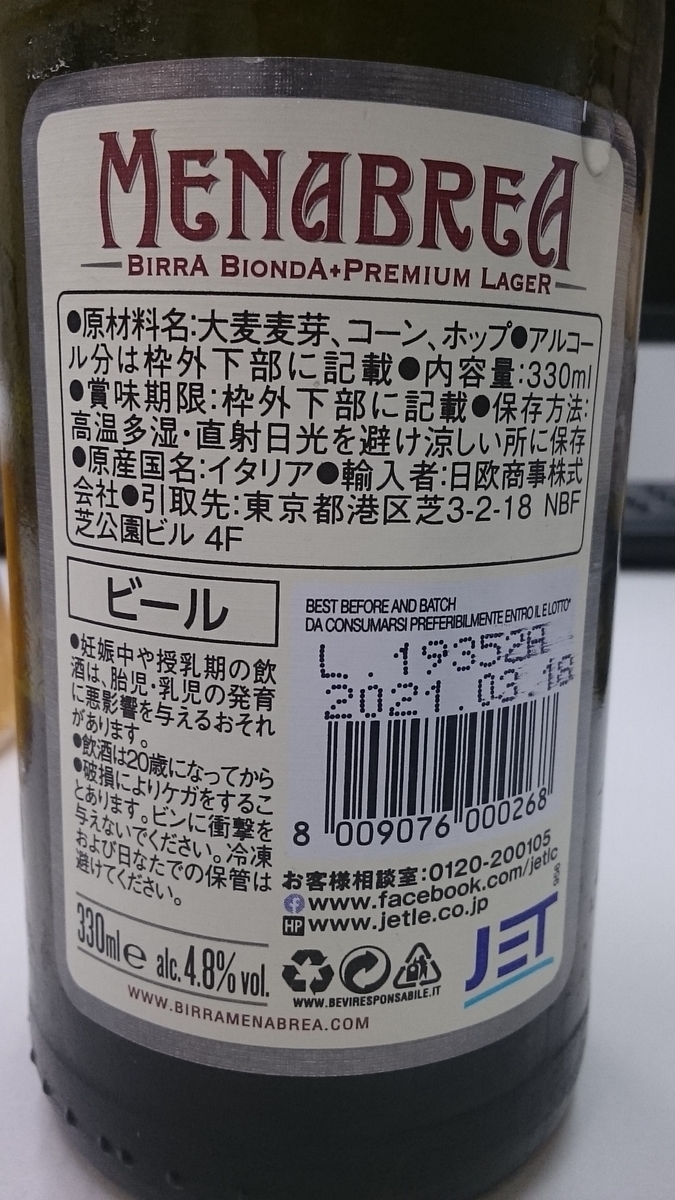 MENABREA
BIRRA BIONDA+PREMIUM LAGER
●原材料名:大麦麦芽、コーン、ホップ●アルコー
ル分は枠外下部に記載●内容量:330ml
●賞味期限:枠外下部に記載●保存方法:
高温多湿・直射日光を避け涼しい所に保存
●原産国名:イタリア●輸入者:日欧商事株式
会社●引取先:東京都港区芝3-2-18 NBF
芝公園ビル 4F
ビール
●妊娠中や授乳期の飲
酒は、胎児・乳児の発育
に悪影響を与えるおそれ
があります。
●飲酒は20歳になってから
●破損によりケガをするこ
とあります。ビンに衝撃を
与えないでください。冷凍
および日なたでの保管は
避けてください。
330ml e alc.4.8% vol.
BEST BEFORE AND BATCH
DA CONSUMARSI PREFERIBILMENTE ENTRO IL E LOTTO*
L.19352A
2021.03.18
8 009076 000268
お客様相談室:0120-200105
www.facebook.com/jetlc
HP www.jetlc.co.jp
JET
WWW.BEVIRESPONSABILE.IT
WWW.BIRRAMENABREA.COM